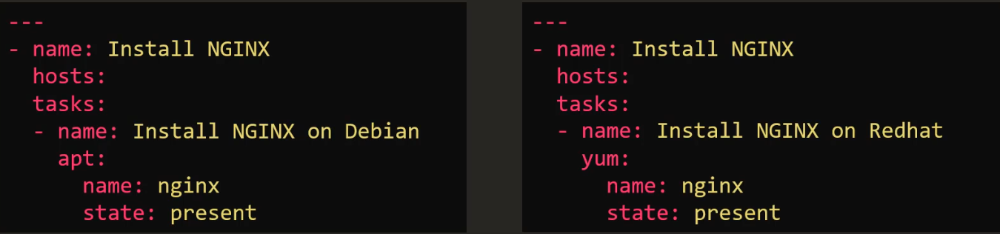 ---
- name: Install NGINX
  hosts:
  tasks:
  - name: Install NGINX on Debian
    apt:
      name: nginx
      state: present
---
- name: Install NGINX
  hosts:
  tasks:
  - name: Install NGINX on Redhat
    yum:
      name: nginx
      state: present